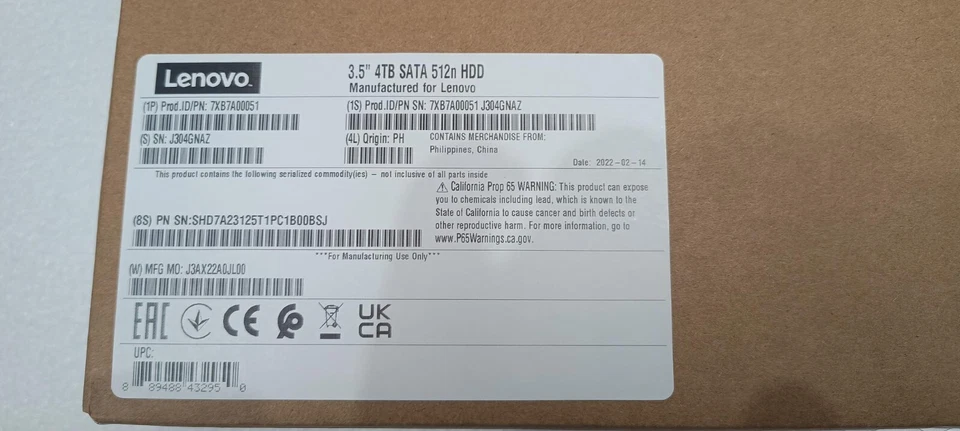 Lenovo.
3.5" 4TB SATA 512n HDD
Manufactured for Lenovo
(1P) Prod.ID/PN: 7XB7A00051
(1S) Prod.ID/PN SN: 7XB7A00051 J304GNAZ
(S) SN: J304GNAZ
(4L) Origin: PH
CONTAINS MERCHANDISE FROM:
Philippines, China
Date: 2022-02-14
This product contains the following serialized commodity(ies) - not inclusive of all parts inside
⚠ California Prop 65 WARNING: This product can expose
you to chemicals including lead, which is known to the
State of California to cause cancer and birth defects or
other reproductive harm. For more information, go to
www.P65Warnings.ca.gov.
(8S) PN SN:SHD7A23125T1PC1B00BSJ
***For Manufacturing Use Only***
(W) MFG MO: J3AX22A0JL00
EAC CE UK
CA
UPC:
8 89488 43295 0